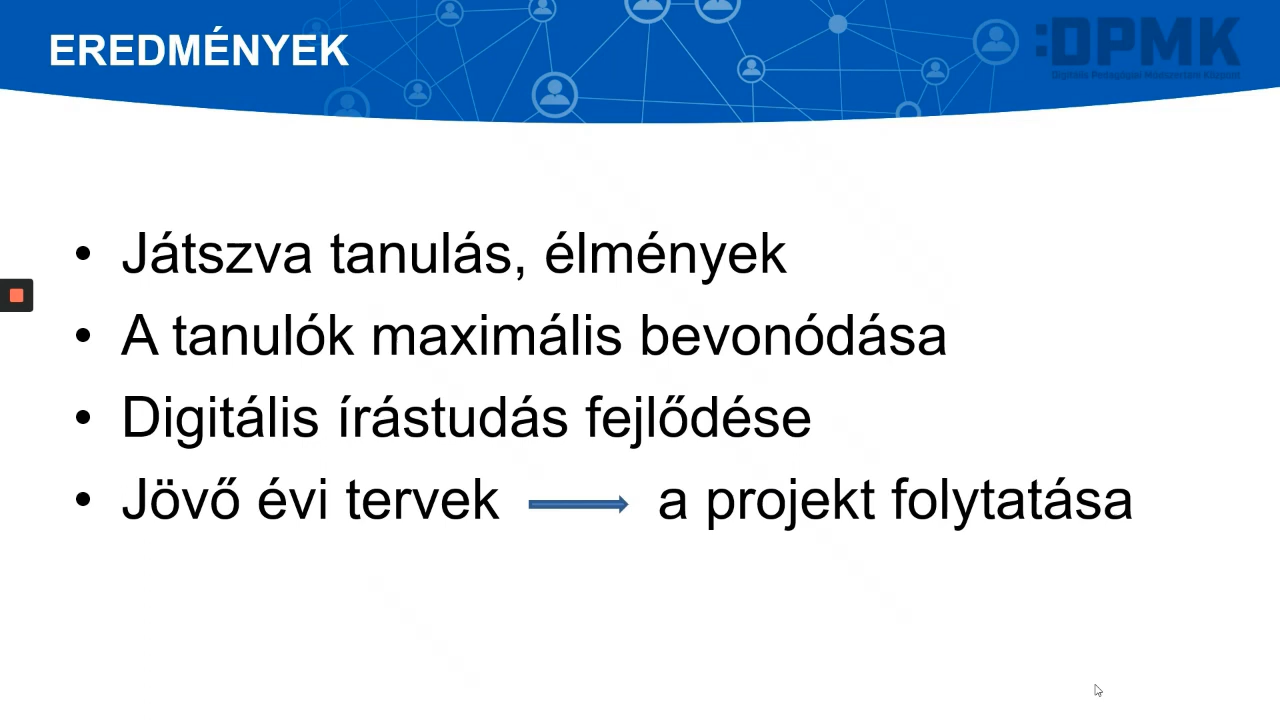 EREDMÉNYEK
:DPMK
Digitális Pedagógiai Módszertani Központ
• Játszva tanulás, élmények
• A tanulók maximális bevonódása
• Digitális írástudás fejlődése
• Jövő évi tervek a projekt folytatása